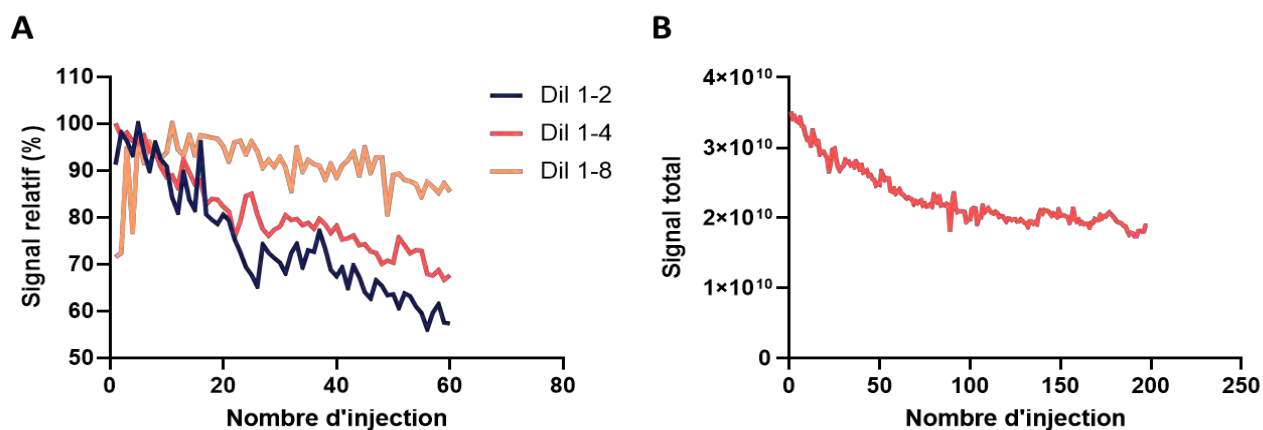 A
110
100
90
80
70
60
50
0
20
40
60
80
Signal relatif (%)
Nombre d'injection
Dil 1-2
Dil 1-4
Dil 1-8
B
4×10¹⁰
3×10¹⁰
2×10¹⁰
1×10¹⁰
0
0
50
100
150
200
250
Signal total
Nombre d'injection